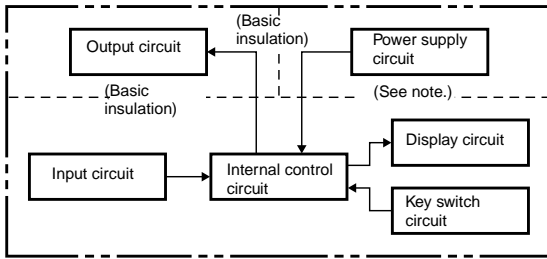 Output circuit
(Basic
insulation)
Power supply
circuit
(Basic
insulation)
(See note.)
Input circuit
Internal control
circuit
Display circuit
Key switch
circuit